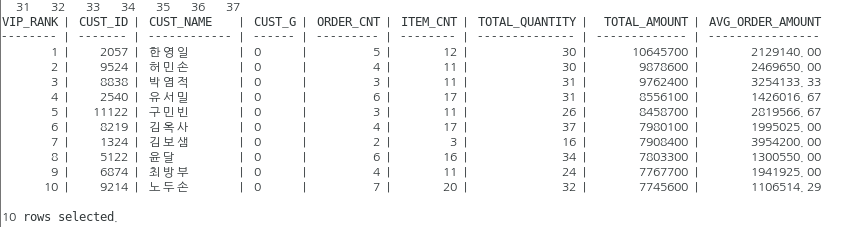 31 32 33 34 35 36 37
VIP_RANK | CUST_ID | CUST_NAME | CUST_G | ORDER_CNT | ITEM_CNT | TOTAL_QUANTITY | TOTAL_AMOUNT | AVG_ORDER_AMOUNT
-------- | ------- | ------------ | ------ | --------- | -------- | -------------- | ------------ | ----------------
1 | 2057 | 한영일 | 0 | 5 | 12 | 30 | 10645700 | 2129140.00
2 | 9524 | 허민손 | 0 | 4 | 11 | 30 | 9878600 | 2469650.00
3 | 8838 | 박염적 | 0 | 3 | 11 | 31 | 9762400 | 3254133.33
4 | 2540 | 유서밀 | 0 | 6 | 17 | 31 | 8556100 | 1426016.67
5 | 11122 | 구민빈 | 0 | 3 | 11 | 26 | 8458700 | 2819566.67
6 | 8219 | 김옥사 | 0 | 4 | 17 | 37 | 7980100 | 1995025.00
7 | 1324 | 김보샘 | 0 | 2 | 3 | 16 | 7908400 | 3954200.00
8 | 5122 | 윤달 | 0 | 6 | 16 | 34 | 7803300 | 1300550.00
9 | 6874 | 최방부 | 0 | 4 | 11 | 24 | 7767700 | 1941925.00
10 | 9214 | 노두손 | 0 | 7 | 20 | 32 | 7745600 | 1106514.29
10 rows selected.